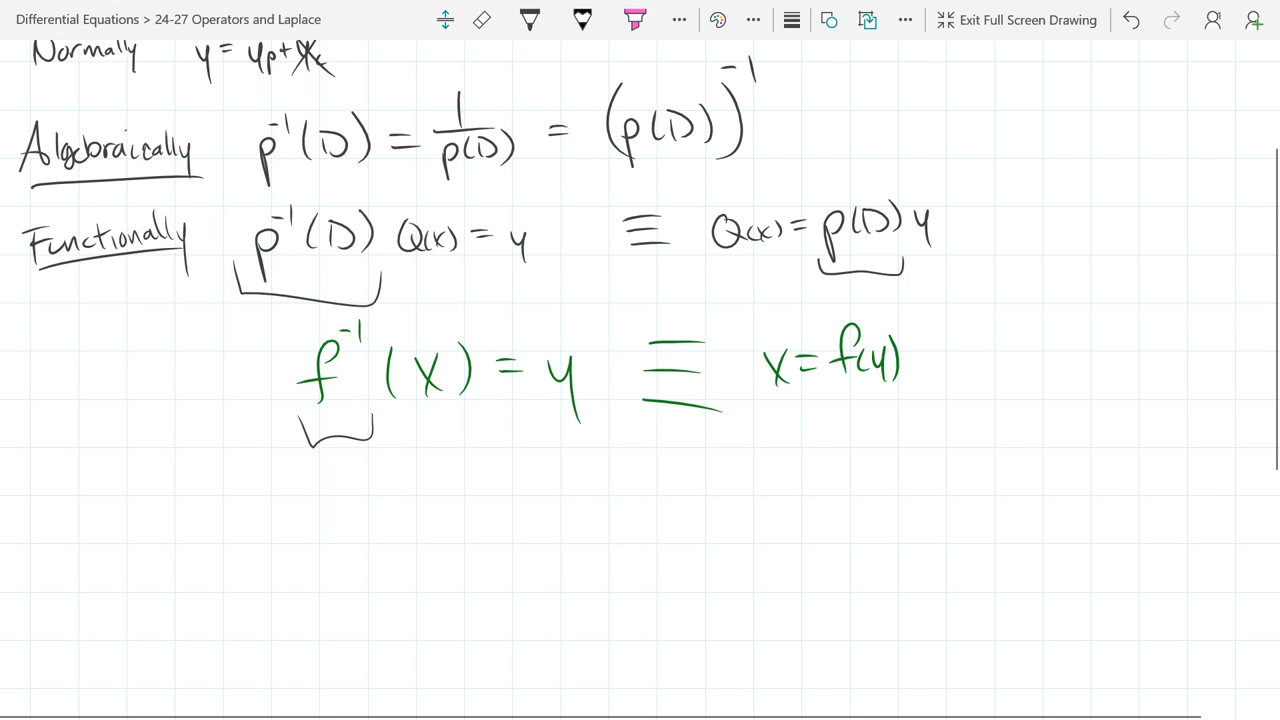 Differential Equations > 24-27 Operators and Laplace
Exit Full Screen Drawing
Normally y = yp +
Algebraically p⁻¹(D) = 1/p(D) = (p(D))⁻¹
Functionally p⁻¹(D) Q(x) = y ≡ Q(x) = p(D) y
f⁻¹(x) = y ≡ x = f(y)